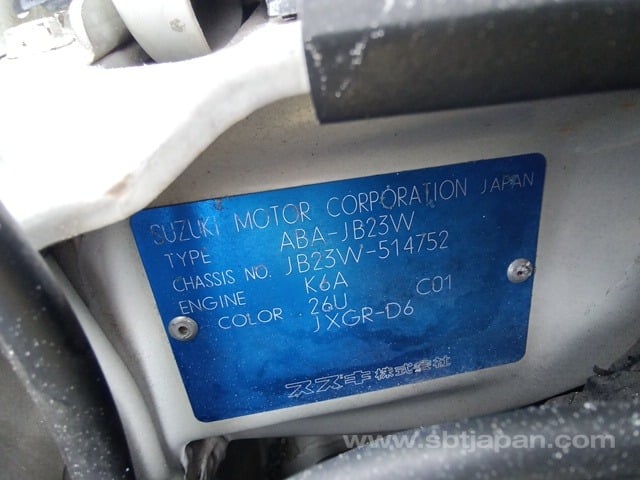 SUZUKI MOTOR CORPORATION JAPAN
TYPE ABA-JB23W
CHASSIS NO. JB23W-514752
ENGINE K6A
COLOR 26U C01
JXGR-D6
スズキ株式会社
www.sbtjapan.com